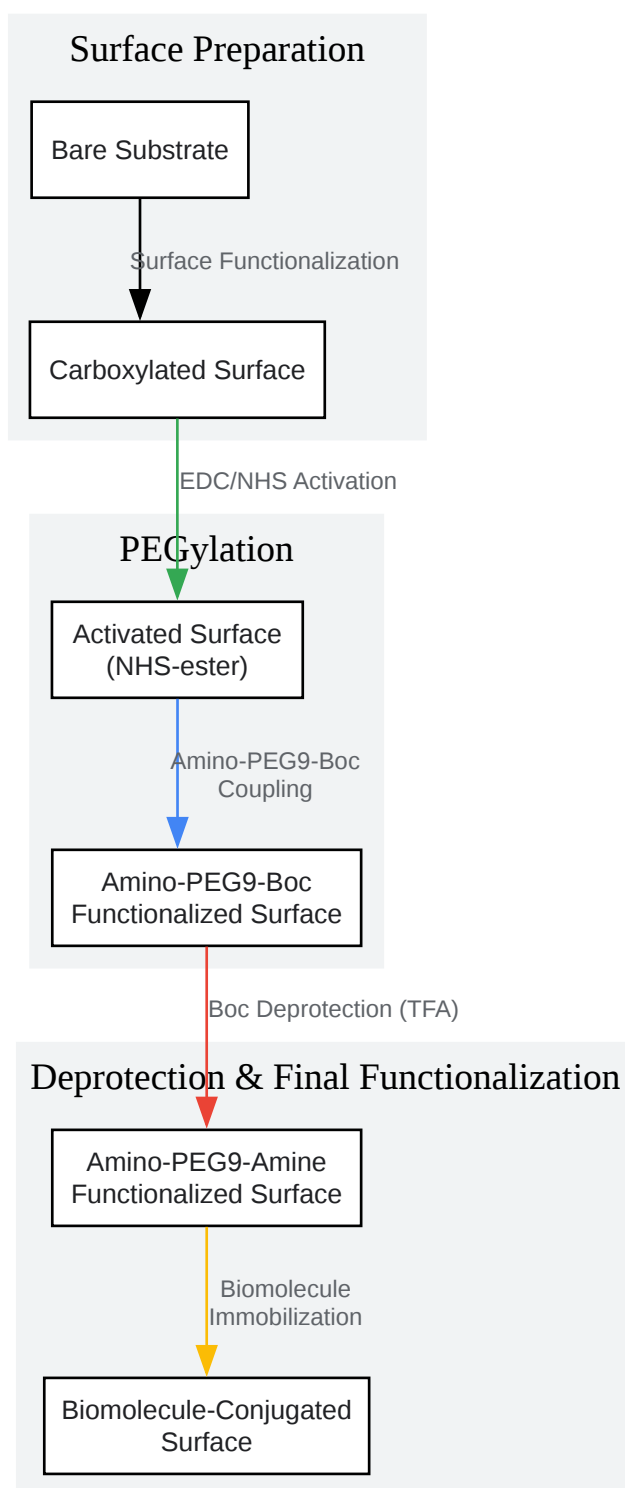 Surface Preparation
Bare Substrate
Surface Functionalization
Carboxylated Surface
EDC/NHS Activation
PEGylation
Activated Surface
(NHS-ester)
Amino-PEG9-Boc
Coupling
Amino-PEG9-Boc
Functionalized Surface
Boc Deprotection (TFA)
Deprotection & Final Functionalization
Amino-PEG9-Amine
Functionalized Surface
Biomolecule
Immobilization
Biomolecule-Conjugated
Surface